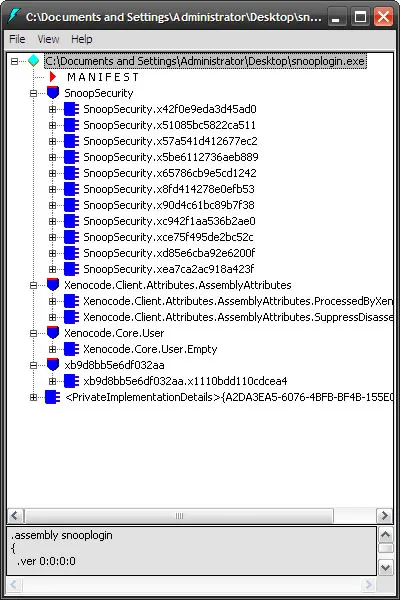 C:\Documents and Settings\Administrator\Desktop\sn...
File View Help
C:\Documents and Settings\Administrator\Desktop\snooplogin.exe
MANIFEST
SnoopSecurity
SnoopSecurity.x42f0e9eda3d45ad0
SnoopSecurity.x51085bc5822ca511
SnoopSecurity.x57a541d412677ec2
SnoopSecurity.x5be6112736aeb889
SnoopSecurity.x65786cb9e5cd1242
SnoopSecurity.x8fd414278e0efb53
SnoopSecurity.x90d4c61bc89b7f38
SnoopSecurity.xc942f1aa536b2ae0
SnoopSecurity.xce75f495de2bc52c
SnoopSecurity.xd85e6cba92e6200f
SnoopSecurity.xea7ca2ac918a423f
Xenocode.Client.Attributes.AssemblyAttributes
Xenocode.Client.Attributes.AssemblyAttributes.ProcessedByXen
Xenocode.Client.Attributes.AssemblyAttributes.SuppressDisasse
Xenocode.Core.User
Xenocode.Core.User.Empty
xb9d8bb5e6df032aa
xb9d8bb5e6df032aa.x1110bdd110cdcea4
<PrivateImplementationDetails>{A2DA3EA5-6076-4BFB-BF4B-155E0
.assembly snooplogin
{
.ver 0:0:0:0